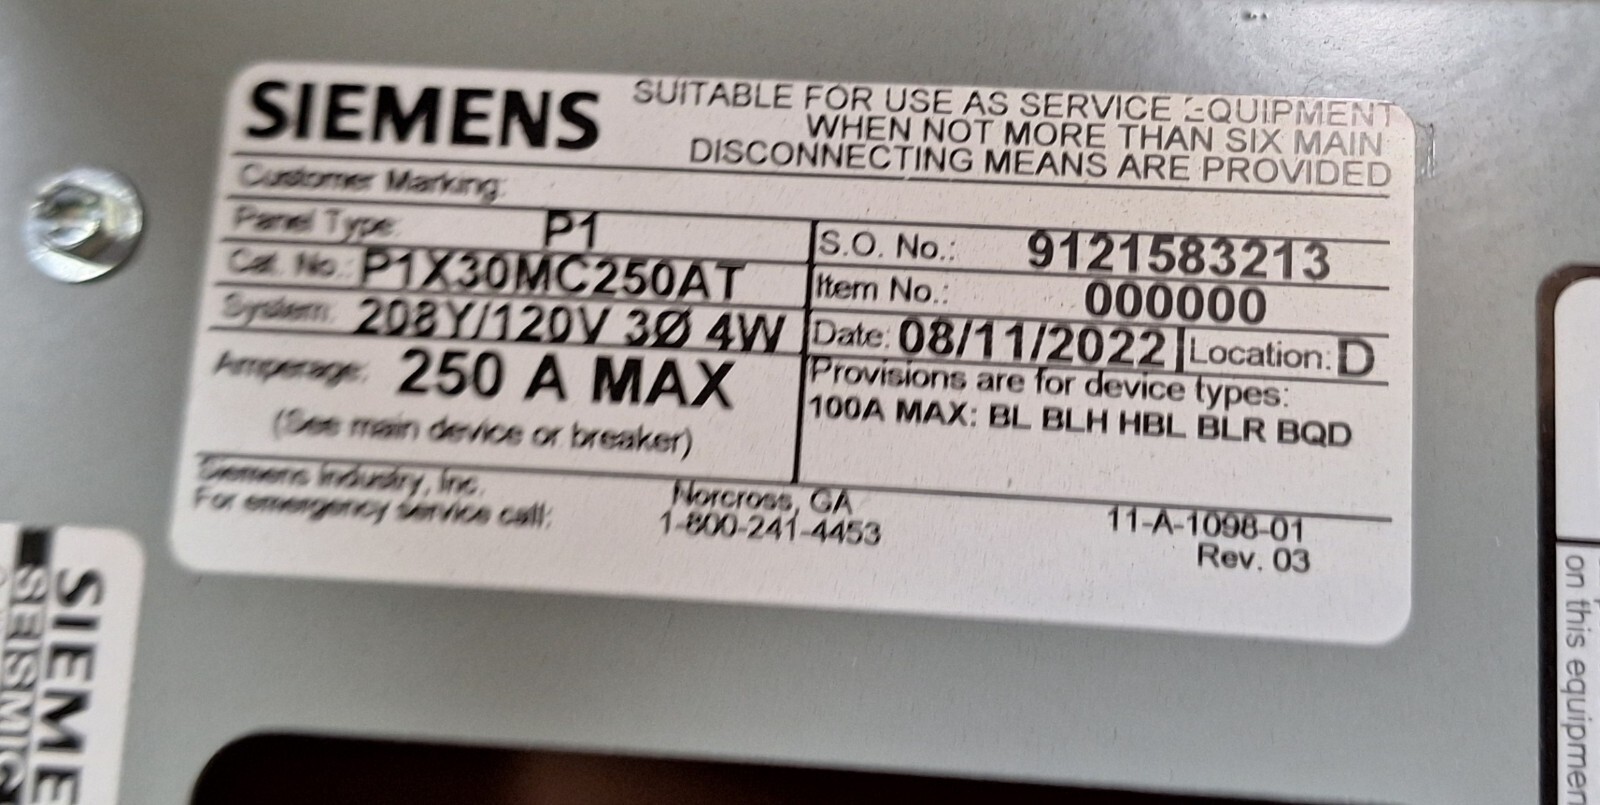 SIEMENS
SUITABLE FOR USE AS SERVICE EQUIPMENT
WHEN NOT MORE THAN SIX MAIN
DISCONNECTING MEANS ARE PROVIDED
Customer Marking:
Panel Type: P1
Cat. No.: P1X30MC250AT
System: 208Y/120V 3Ø 4W
Amperage: 250 A MAX
(See main device or breaker)
S.O. No.: 9121583213
Item No.: 000000
Date: 08/11/2022 Location: D
Provisions are for device types:
100A MAX: BL BLH HBL BLR BQD
Siemens Industry, Inc. Norcross, GA 11-A-1098-01
For emergency service call: 1-800-241-4453 Rev. 03
SIEME
SEISMIC
on this equipmen